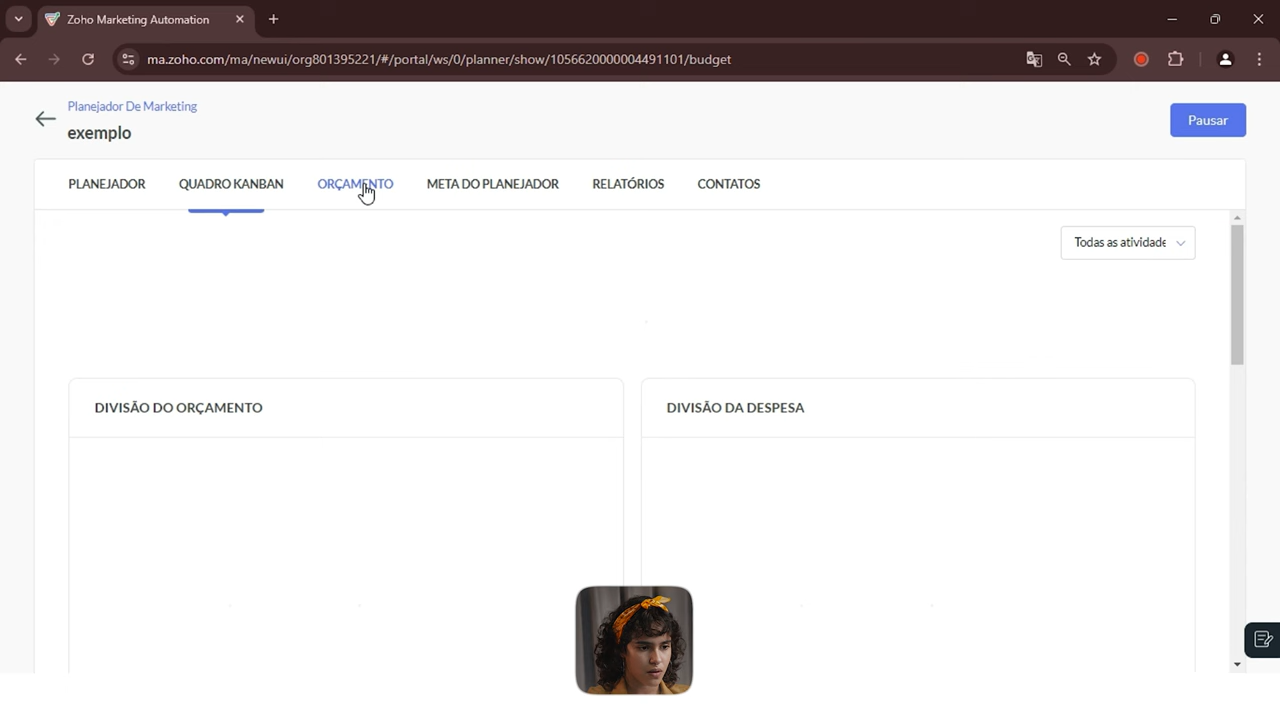 Zoho Marketing Automation
ma.zoho.com/ma/newui/org801395221/#/portal/ws/0/planner/show/1056620000004491101/budget
Planejador De Marketing
exemplo
Pausar
PLANEJADOR QUADRO KANBAN ORÇAMENTO META DO PLANEJADOR RELATÓRIOS CONTATOS
Todas as atividade
DIVISÃO DO ORÇAMENTO DIVISÃO DA DESPESA